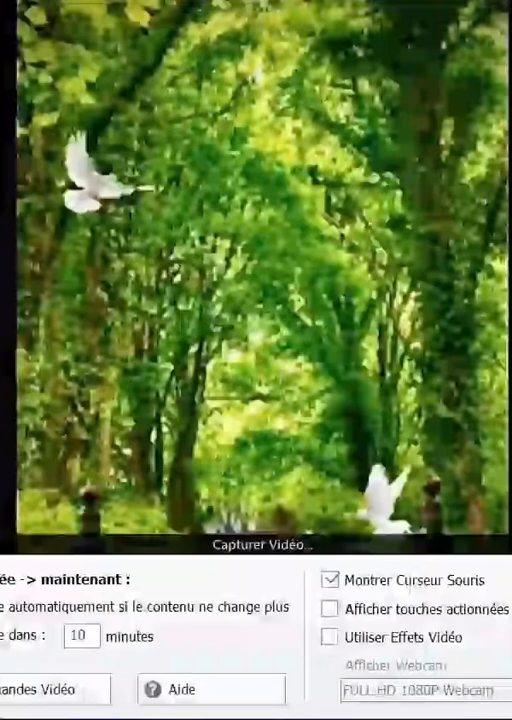 Capturer Vidéo...
ée -> maintenant :
e automatiquement si le contenu ne change plus
e dans : 10 minutes
andes Vidéo
Aide
Montrer Curseur Souris
Afficher touches actionnées
Utiliser Effets Vidéo
Afficher Webcam
FULL HD 1080P Webcam